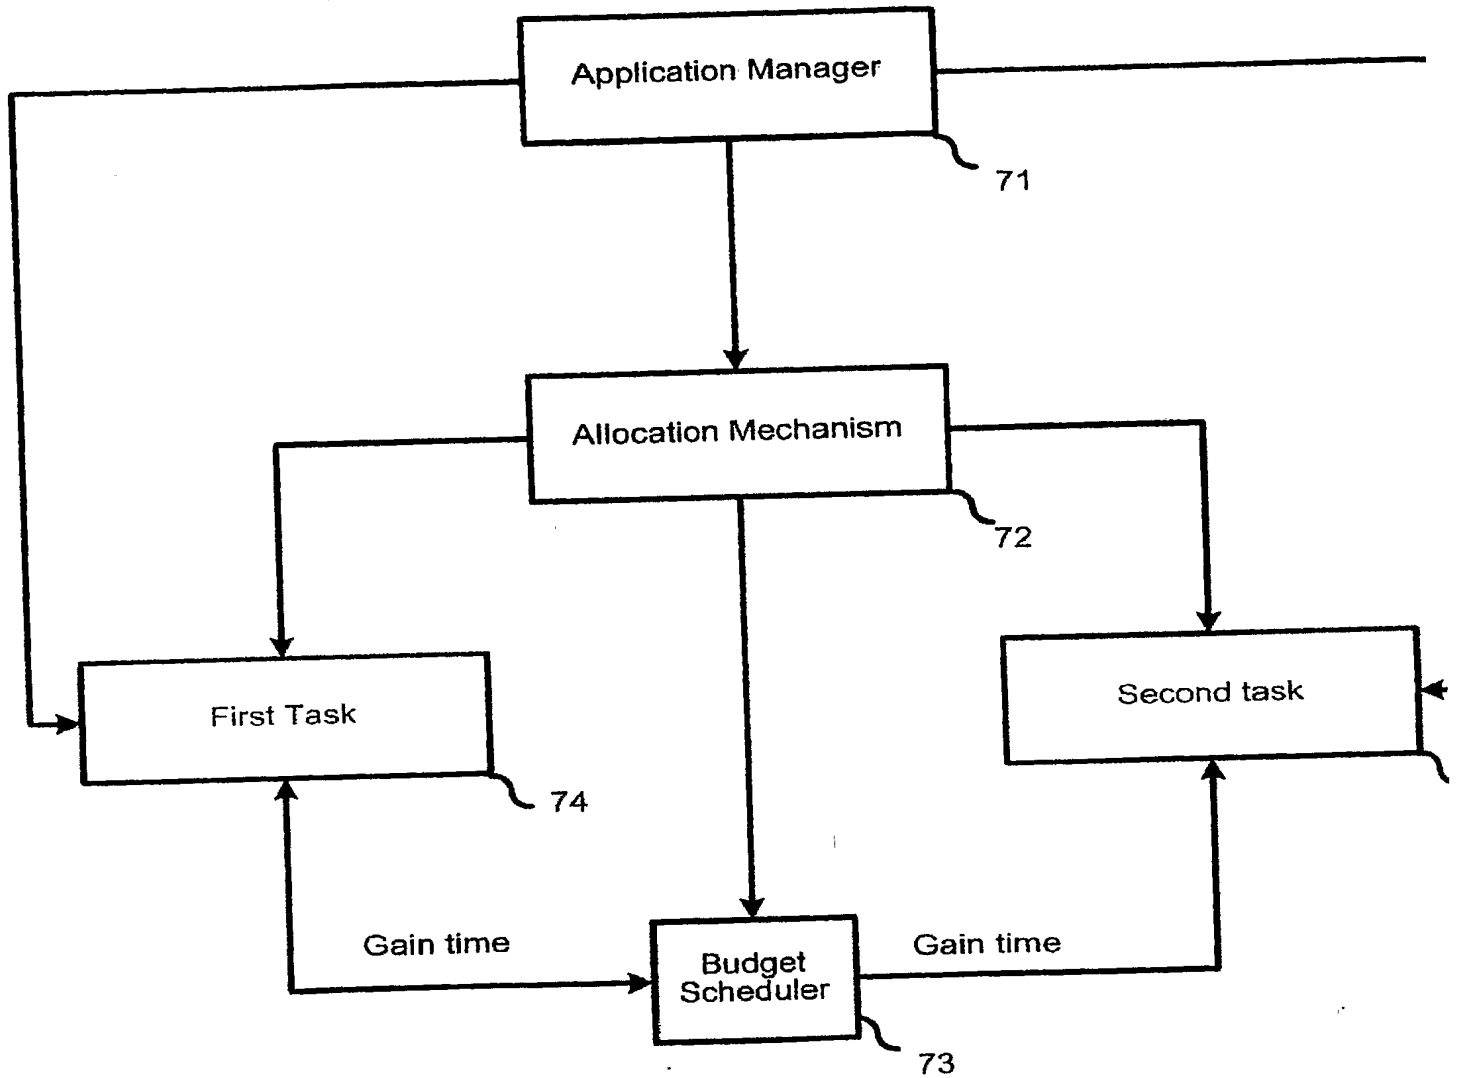 Application Manager
71
Allocation Mechanism
72
First Task
74
Second task
Gain time
Budget
Scheduler
73
Gain time